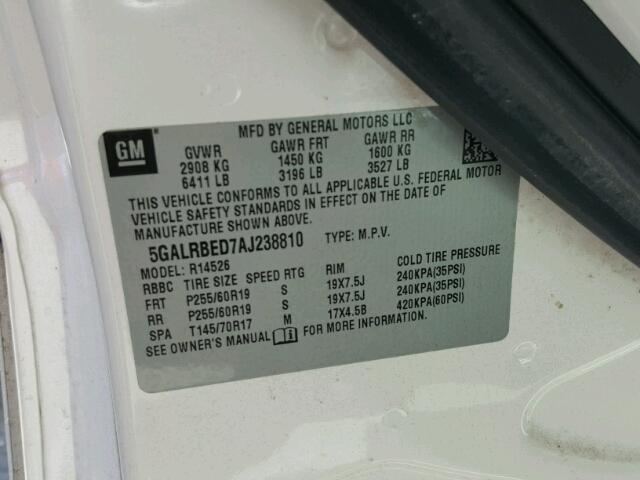 GM
MFD BY GENERAL MOTORS LLC
GVWR GAWR FRT GAWR RR
2908 KG 1450 KG 1600 KG
6411 LB 3196 LB 3527 LB
THIS VEHICLE CONFORMS TO ALL APPLICABLE U.S. FEDERAL MOTOR
VEHICLE SAFETY STANDARDS IN EFFECT ON THE DATE OF
MANUFACTURE SHOWN ABOVE.
5GALRBED7AJ238810 TYPE: M.P.V.
MODEL: R14526
RBBC TIRE SIZE SPEED RTG RIM COLD TIRE PRESSURE
FRT P255/60R19 S 19X7.5J 240KPA(35PSI)
RR P255/60R19 S 19X7.5J 240KPA(35PSI)
SPA T145/70R17 M 17X4.5B 420KPA(60PSI)
SEE OWNER'S MANUAL FOR MORE INFORMATION.